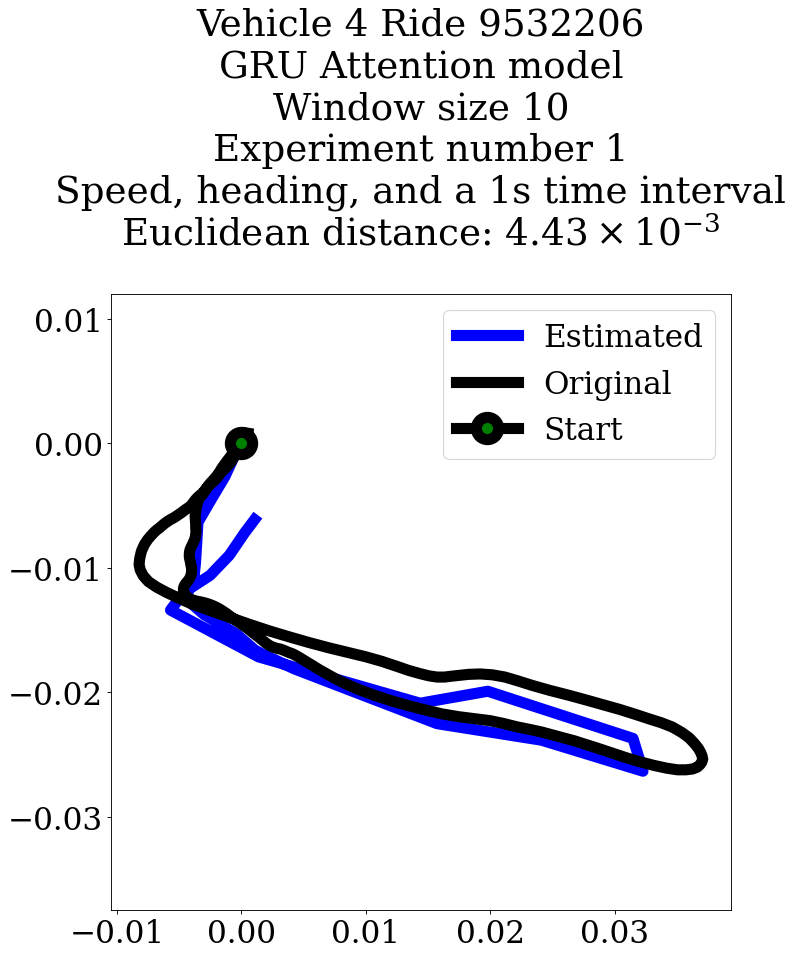 Vehicle 4 Ride 9532206
GRU Attention model
Window size 10
Experiment number 1
Speed, heading, and a 1s time interval
Euclidean distance: 4.43 × 10⁻³
Estimated
Original
Start
0.01
0.00
−0.01
−0.02
−0.03
−0.01 0.00 0.01 0.02 0.03